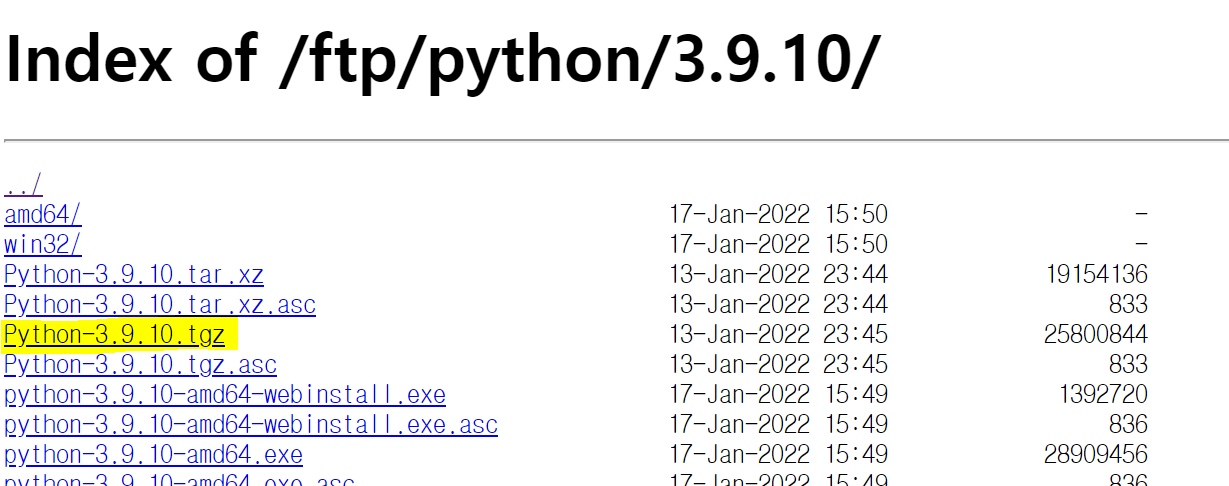 Index of /ftp/python/3.9.10/
../
amd64/ 17-Jan-2022 15:50 -
win32/ 17-Jan-2022 15:50 -
Python-3.9.10.tar.xz 13-Jan-2022 23:44 19154136
Python-3.9.10.tar.xz.asc 13-Jan-2022 23:44 833
Python-3.9.10.tgz 13-Jan-2022 23:45 25800844
Python-3.9.10.tgz.asc 13-Jan-2022 23:45 833
python-3.9.10-amd64-webinstall.exe 17-Jan-2022 15:49 1392720
python-3.9.10-amd64-webinstall.exe.asc 17-Jan-2022 15:49 836
python-3.9.10-amd64.exe 17-Jan-2022 15:49 28909456
python-3.9.10-amd64.exe.asc 17-Jan-2022 15:49 836